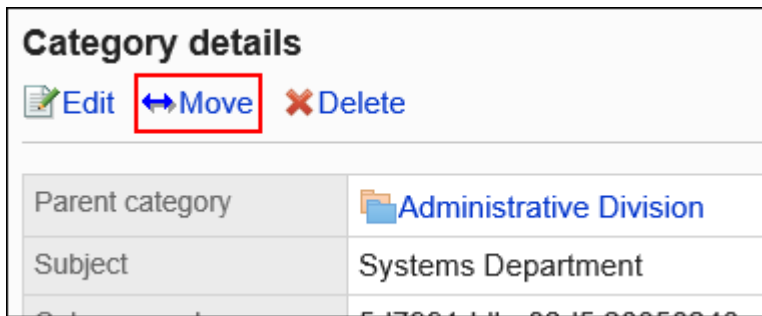 Category details
Edit Move Delete
Parent category Administrative Division
Subject Systems Department